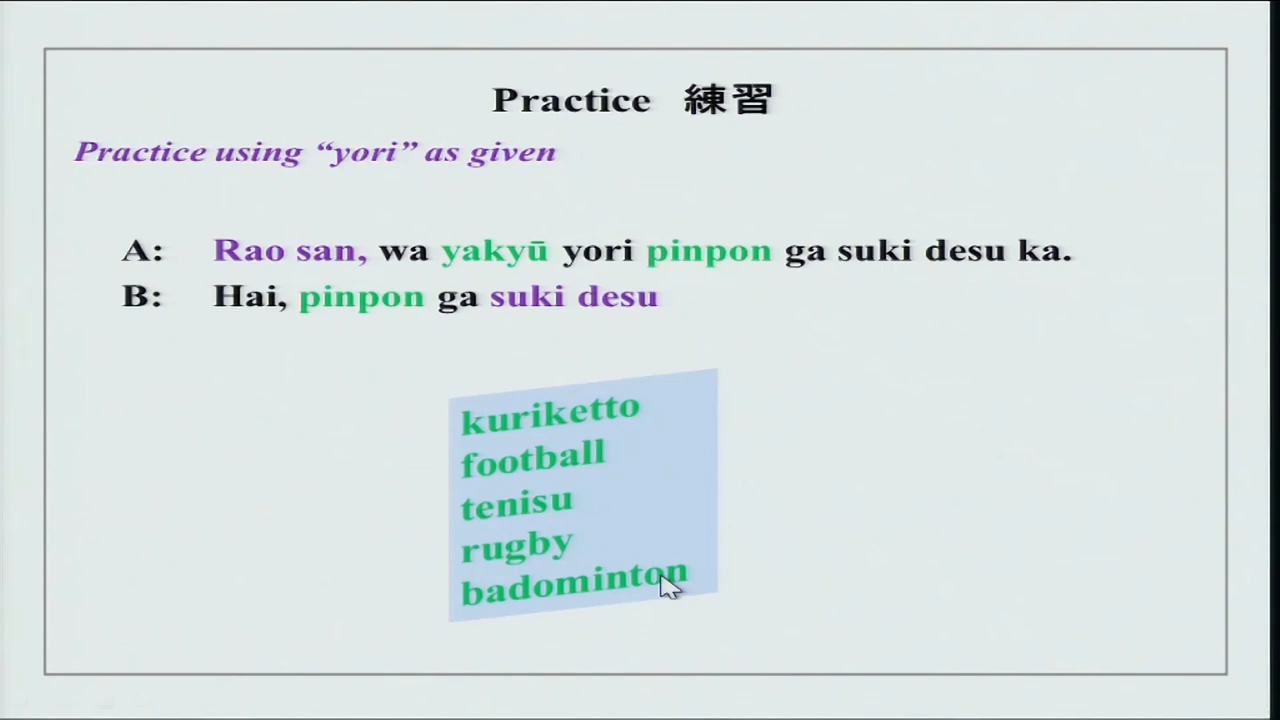 Practice 練習
Practice using “yori” as given
A: Rao san, wa yakyū yori pinpon ga suki desu ka.
B: Hai, pinpon ga suki desu
kuriketto
football
tenisu
rugby
badominton